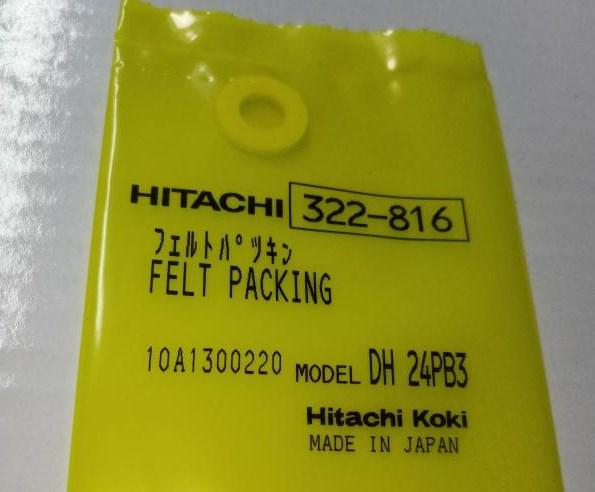 HITACHI 322-816
フェルトパツキン
FELT PACKING
10A1300220 MODEL DH 24PB3
Hitachi Koki
MADE IN JAPAN